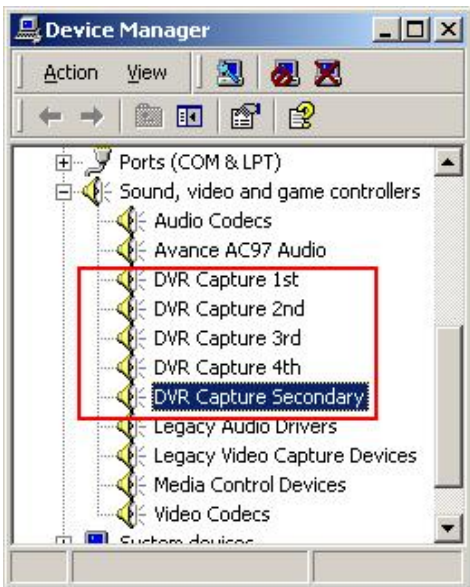 Device Manager
Action View
Ports (COM & LPT)
Sound, video and game controllers
Audio Codecs
Avance AC97 Audio
DVR Capture 1st
DVR Capture 2nd
DVR Capture 3rd
DVR Capture 4th
DVR Capture Secondary
Legacy Audio Drivers
Legacy Video Capture Devices
Media Control Devices
Video Codecs
System devices